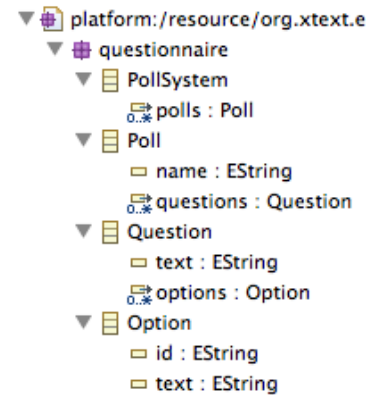 platform:/resource/org.xtext.e
questionnaire
PollSystem
0..* polls : Poll
Poll
name : EString
0..* questions : Question
Question
text : EString
0..* options : Option
Option
id : EString
text : EString